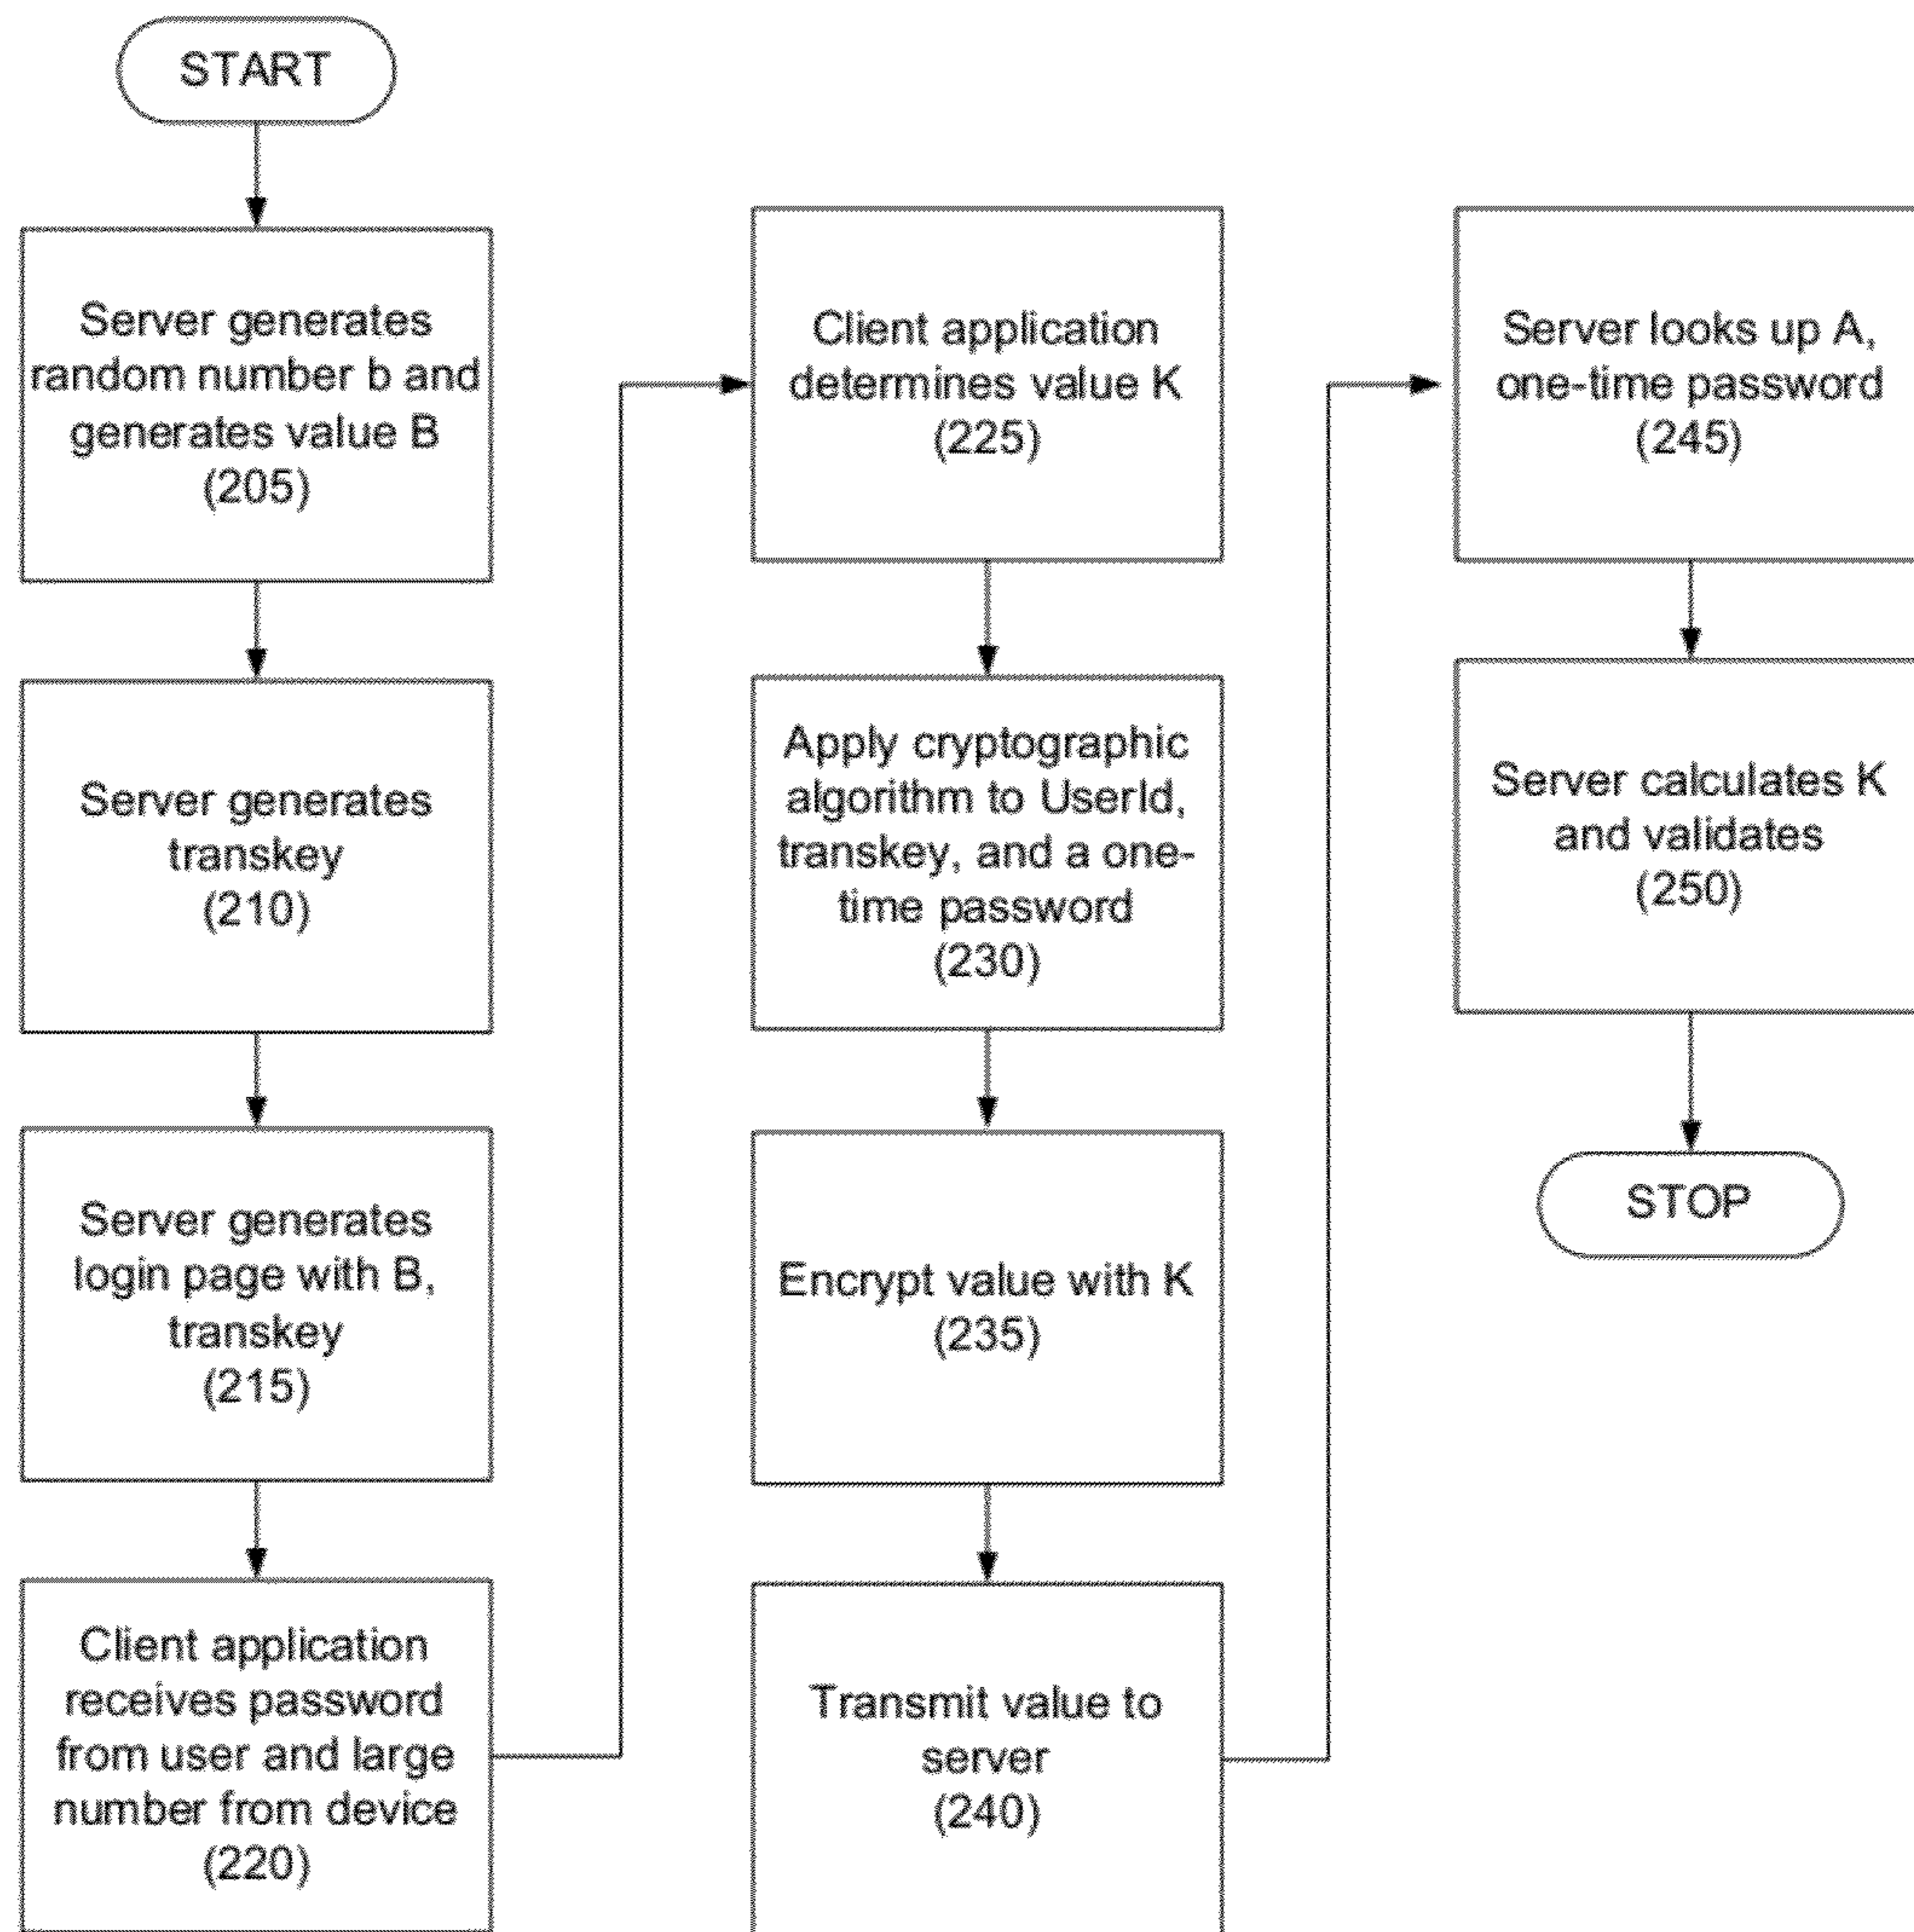 START
Server generates
random number b and
generates value B
(205)
Server generates
transkey
(210)
Server generates
login page with B,
transkey
(215)
Client application
receives password
from user and large
number from device
(220)
Client application
determines value K
(225)
Apply cryptographic
algorithm to UserId,
transkey, and a one-
time password
(230)
Encrypt value with K
(235)
Transmit value to
server
(240)
Server looks up A,
one-time password
(245)
Server calculates K
and validates
(250)
STOP